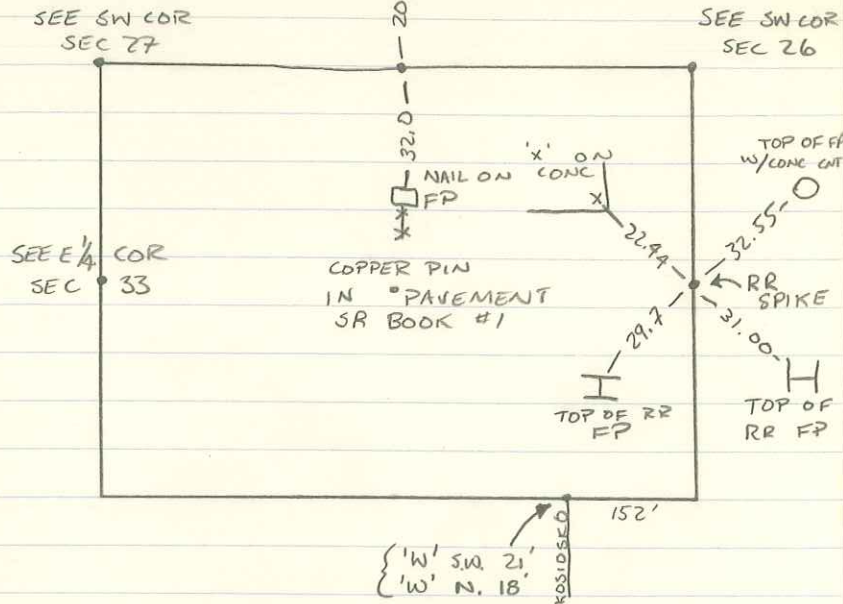 SEE SW COR
SEC 27
20
SEE SW COR
SEC 26
32.0
NAIL ON
FP
'X' ON
CONC
X
TOP OF FP
W/CONC CNT
22.94
32.55
SEE E 1/4 COR
SEC 33
COPPER PIN
IN PAVEMENT
SR BOOK #1
RR
SPIKE
29.7
31.00
TOP OF RR
FP
TOP OF
RR FP
152'
{ 'W' S.W. 21'
'W' N. 18'
KOSIOSKO